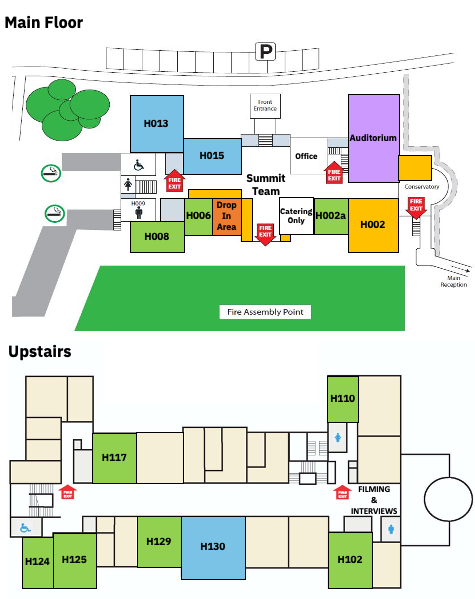 Main Floor
P
Front
Entrance
H013
H015
Office
Auditorium
FIRE
EXIT
FIRE
EXIT
Summit
Team
Conservatory
H009
H008
H006
Drop
In
Area
FIRE
EXIT
Catering
Only
H002a
H002
FIRE
EXIT
Main
Reception
Fire Assembly Point
Upstairs
H110
H117
FIRE
EXIT
FIRE
EXIT
FILMING
&
INTERVIEWS
H124
H125
H129
H130
H102